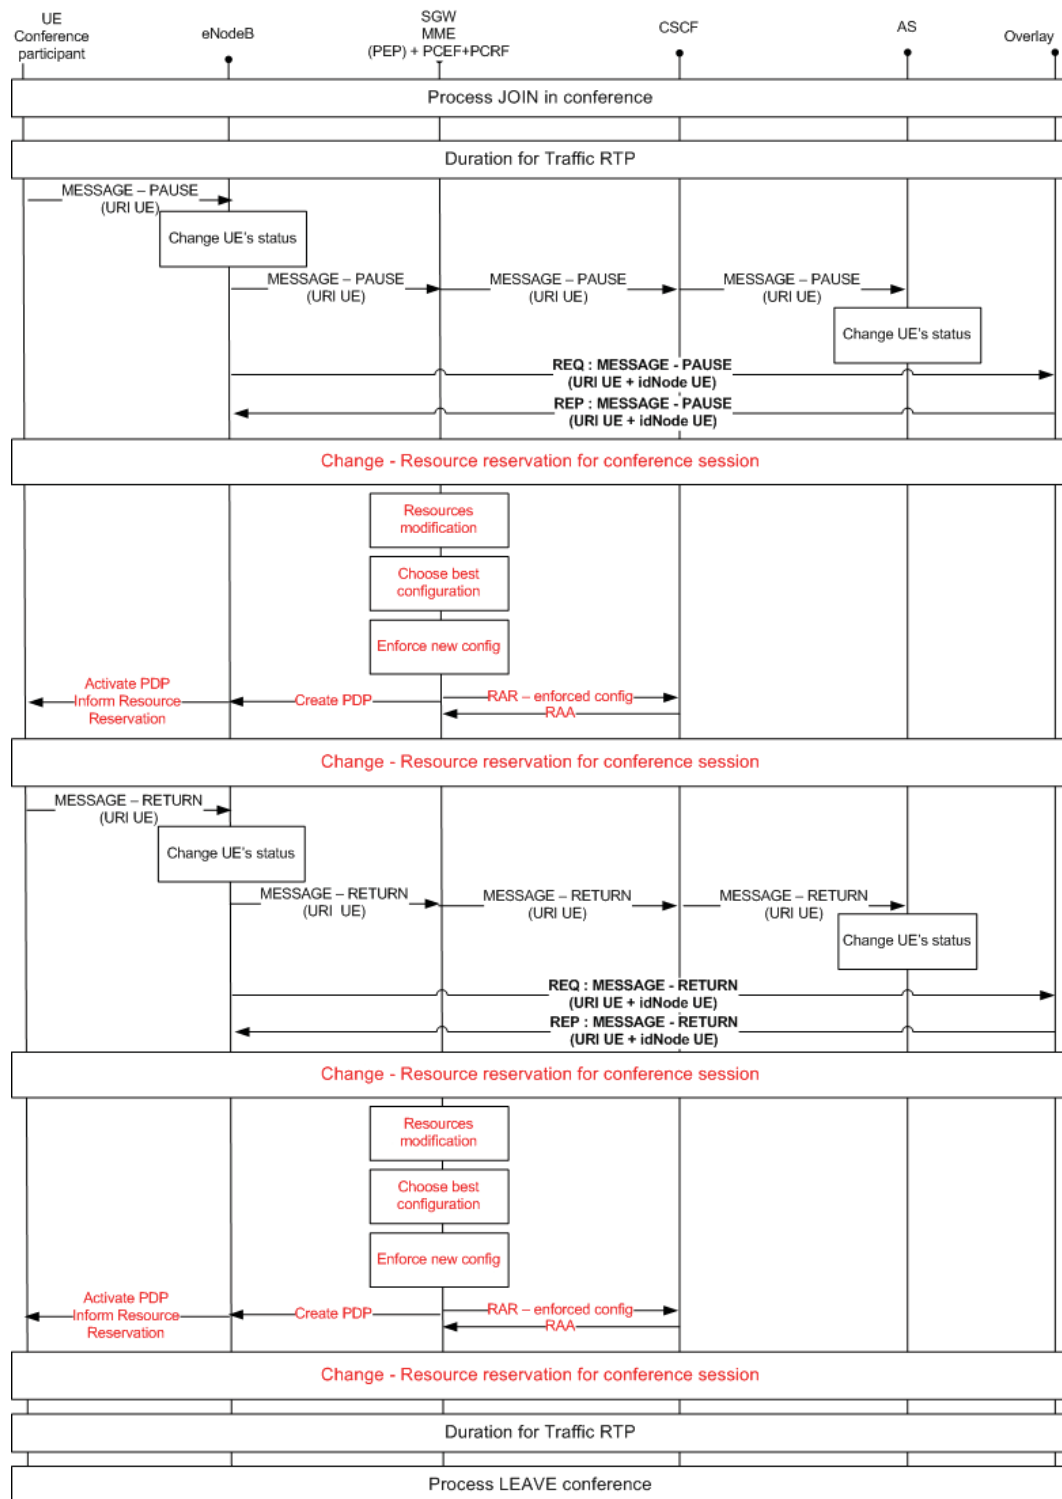 UE
Conference
participant
eNodeB
SGW
MME
(PEP) + PCEF+PCRF
CSCF
AS
Overlay
Process JOIN in conference
Duration for Traffic RTP
MESSAGE – PAUSE
(URI UE)
Change UE's status
MESSAGE – PAUSE
(URI UE)
MESSAGE – PAUSE
(URI UE)
MESSAGE – PAUSE
(URI UE)
Change UE's status
REQ : MESSAGE - PAUSE
(URI UE + idNode UE)
REP : MESSAGE - PAUSE
(URI UE + idNode UE)
Change - Resource reservation for conference session
Resources
modification
Choose best
configuration
Enforce new config
Activate PDP
Inform Resource
Reservation
Create PDP
RAR – enforced config
RAA
Change - Resource reservation for conference session
MESSAGE – RETURN
(URI UE)
Change UE's status
MESSAGE – RETURN
(URI UE)
MESSAGE – RETURN
(URI UE)
MESSAGE – RETURN
(URI UE)
Change UE's status
REQ : MESSAGE - RETURN
(URI UE + idNode UE)
REP : MESSAGE - RETURN
(URI UE + idNode UE)
Change - Resource reservation for conference session
Resources
modification
Choose best
configuration
Enforce new config
Activate PDP
Inform Resource
Reservation
Create PDP
RAR – enforced config
RAA
Change - Resource reservation for conference session
Duration for Traffic RTP
Process LEAVE conference